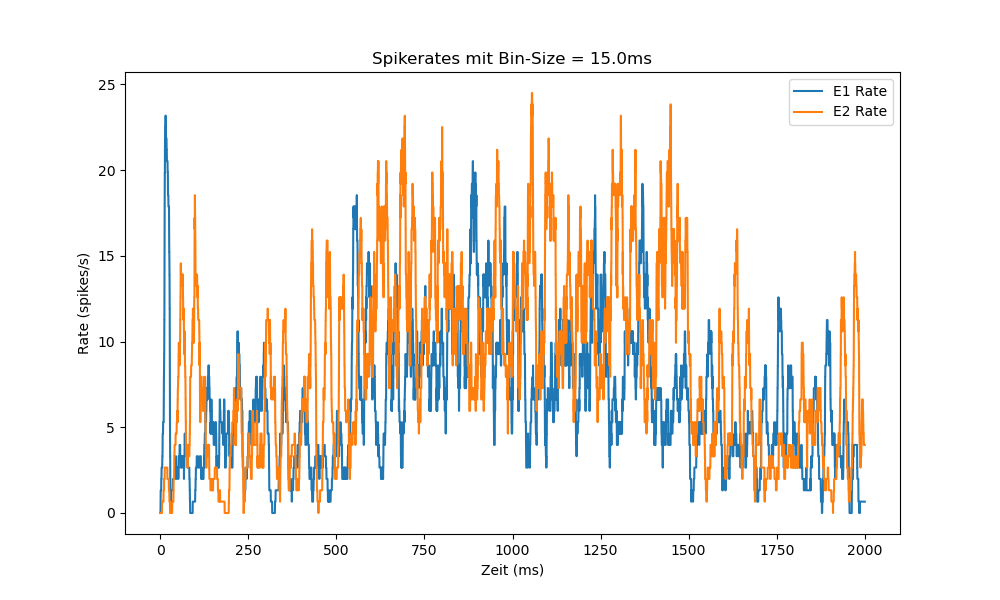 Spikerates mit Bin-Size = 15.0ms
E1 Rate
E2 Rate
Rate (spikes/s)
25
20
15
10
5
0
0 250 500 750 1000 1250 1500 1750 2000
Zeit (ms)